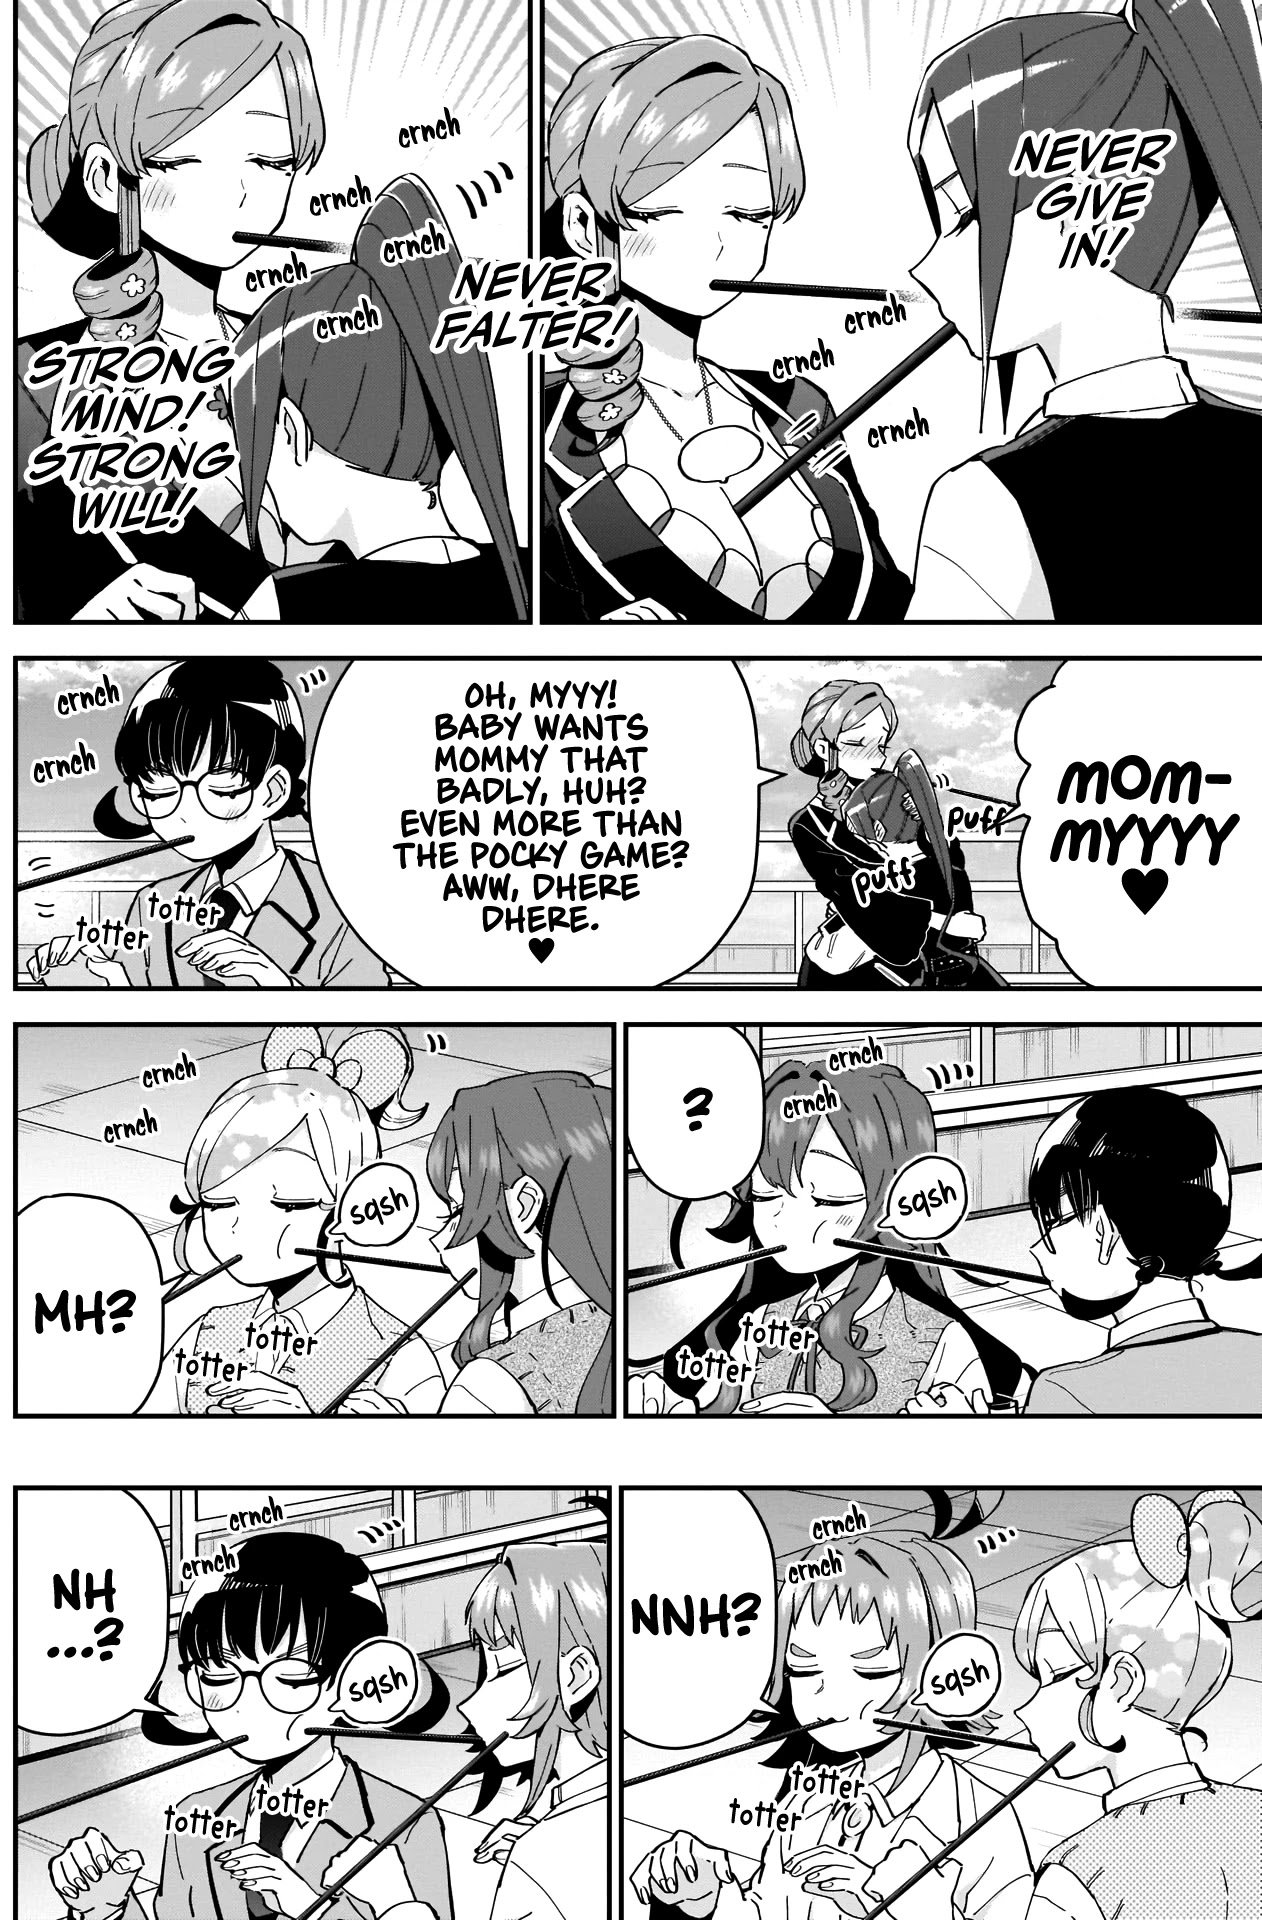 NEVER
GIVE
IN!
crnch
crnch
crnch
NEVER
FALTER!
crnch
crnch
crnch
crnch
crnch
STRONG
MIND!
STRONG
WILL!
MOM-
MYYYY
♥
puff
puff
OH, MYYY!
BABY WANTS
MOMMY THAT
BADLY, HUH?
EVEN MORE THAN
THE POCKY GAME?
AWW, DHERE
DHERE.
♥
crnch
crnch
totter
totter
?
crnch
crnch
sqsh
totter
totter
crnch
crnch
sqsh
MH?
totter
totter
crnch
crnch
NNH?
sqsh
totter
totter
crnch
crnch
NH
...?
sqsh
totter
totter